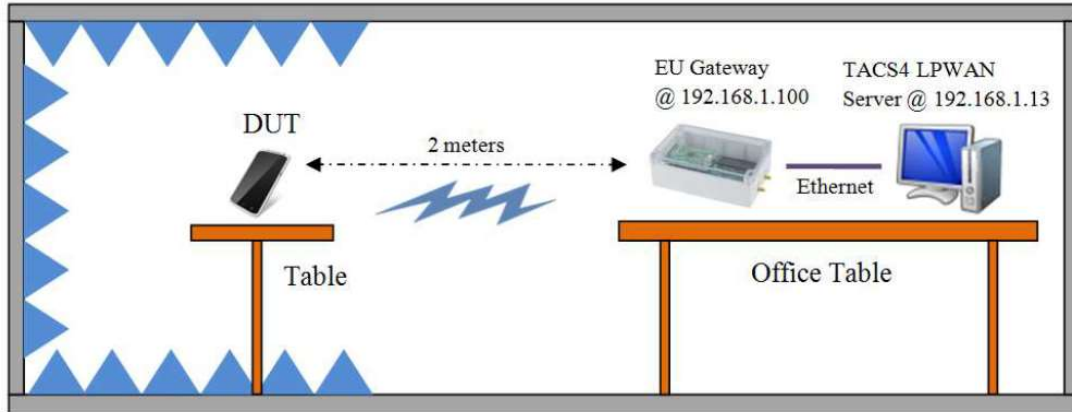 EU Gateway
@ 192.168.1.100
TACS4 LPWAN
Server @ 192.168.1.13
DUT
2 meters
Ethernet
Table
Office Table